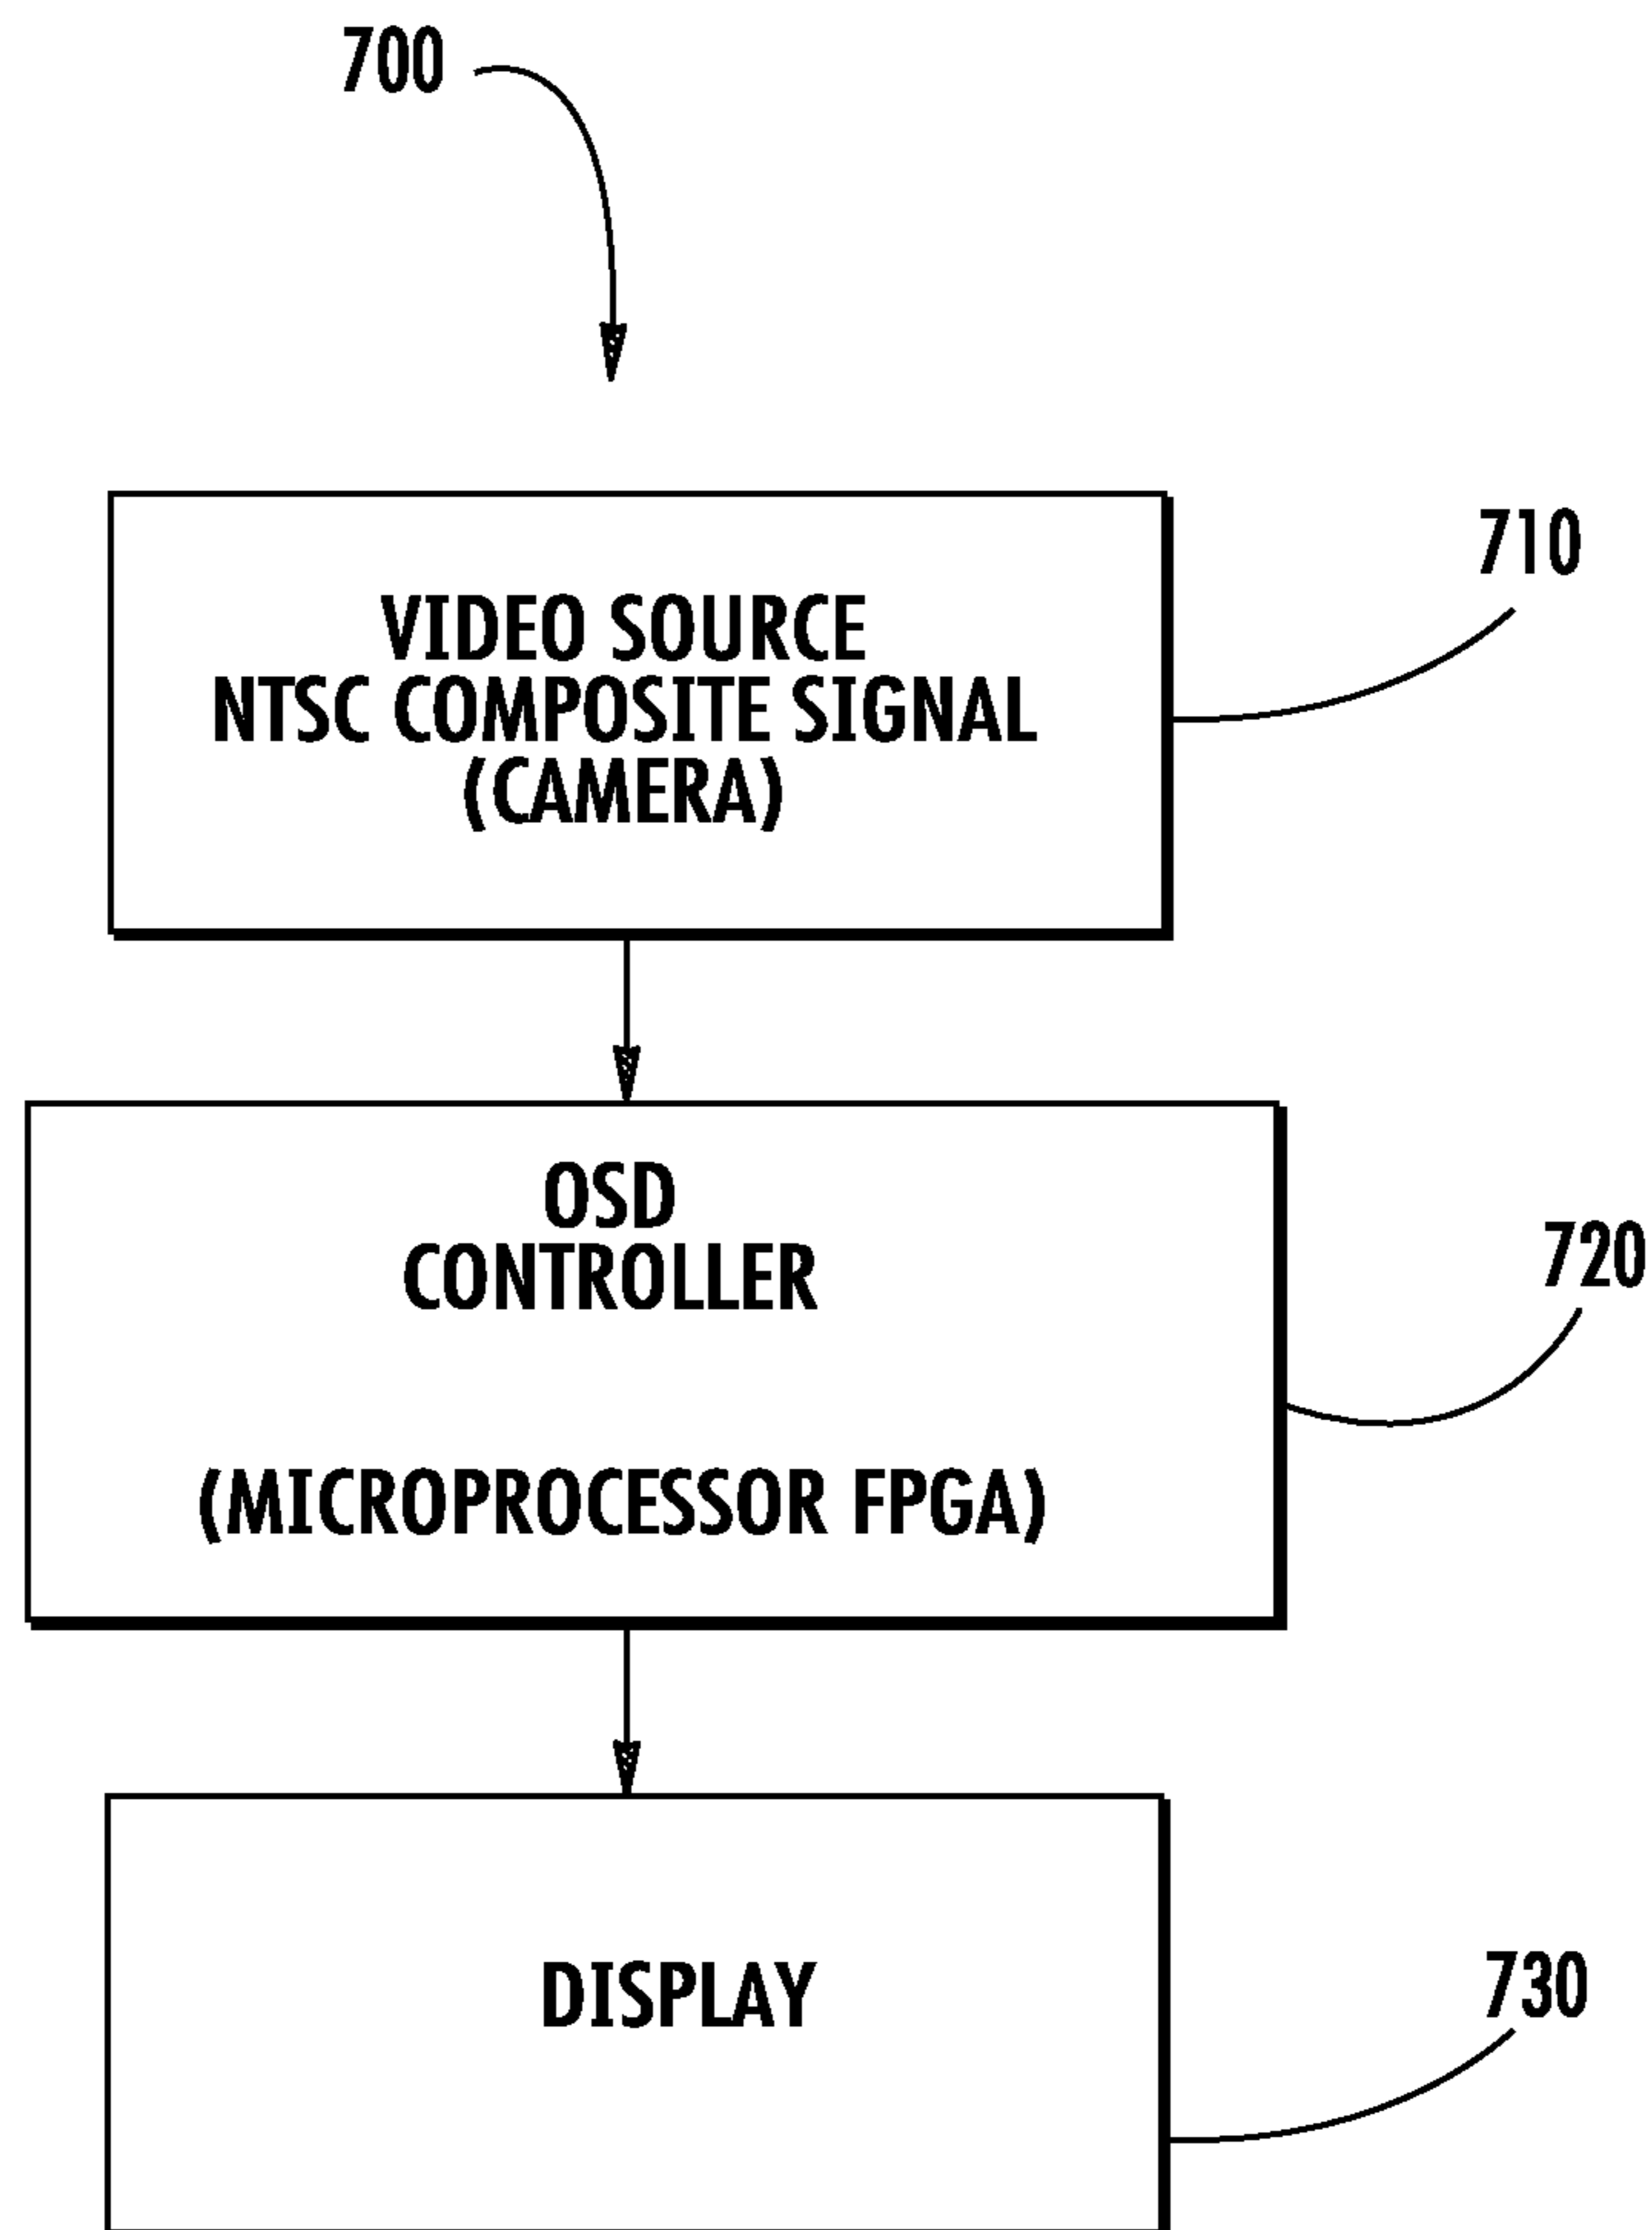 700
710
VIDEO SOURCE
NTSC COMPOSITE SIGNAL
(CAMERA)
720
OSD
CONTROLLER
(MICROPROCESSOR FPGA)
730
DISPLAY